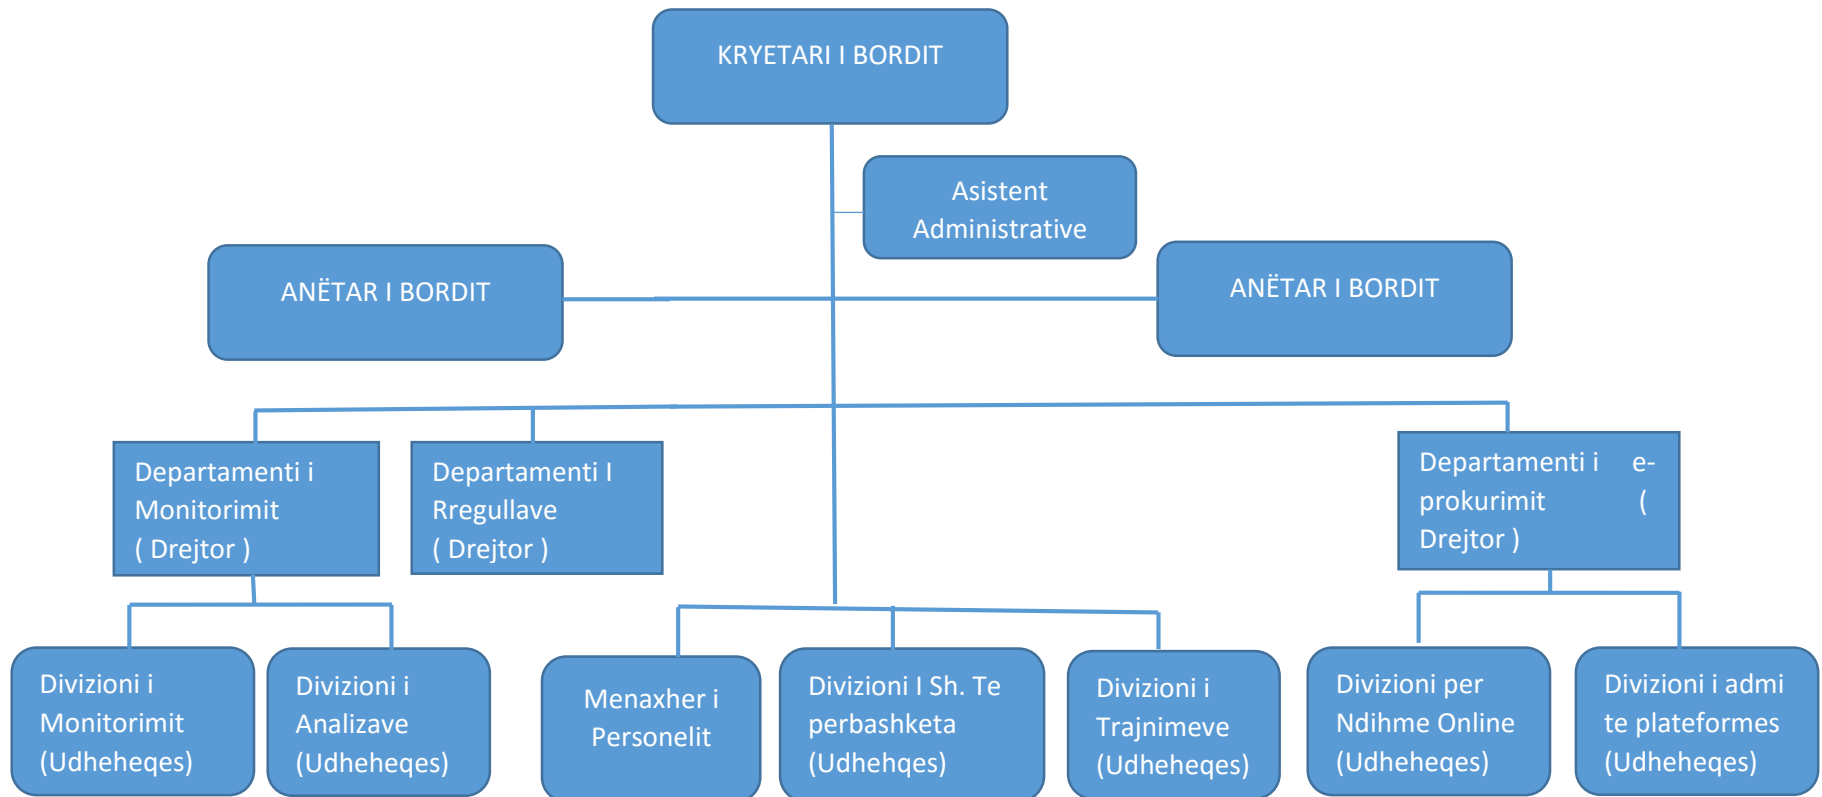 KRYETARI I BORDIT
Asistent
Administrative
ANËTAR I BORDIT
ANËTAR I BORDIT
Departamenti i
Monitorimit
( Drejtor )
Departamenti I
Rregullave
( Drejtor )
Departamenti i e-
prokurimit (
Drejtor )
Divizioni i
Monitorimit
(Udheheqes)
Divizioni i
Analizave
(Udheheqes)
Menaxher i
Personelit
Divizioni I Sh. Te
perbashketa
(Udhehqes)
Divizioni i
Trajnimeve
(Udheheqes)
Divizioni per
Ndihme Online
(Udheheqes)
Divizioni i admi
te plateformes
(Udheheqes)